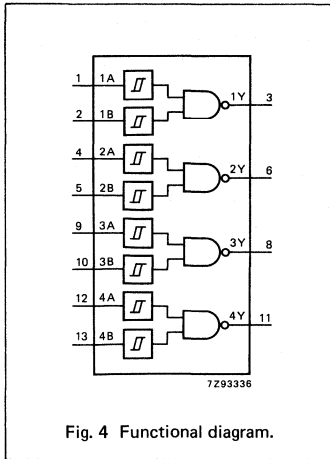 1 1A
1Y 3
2 1B
4 2A
2Y 6
5 2B
9 3A
3Y 8
10 3B
12 4A
4Y 11
13 4B
7Z93336
Fig. 4 Functional diagram.